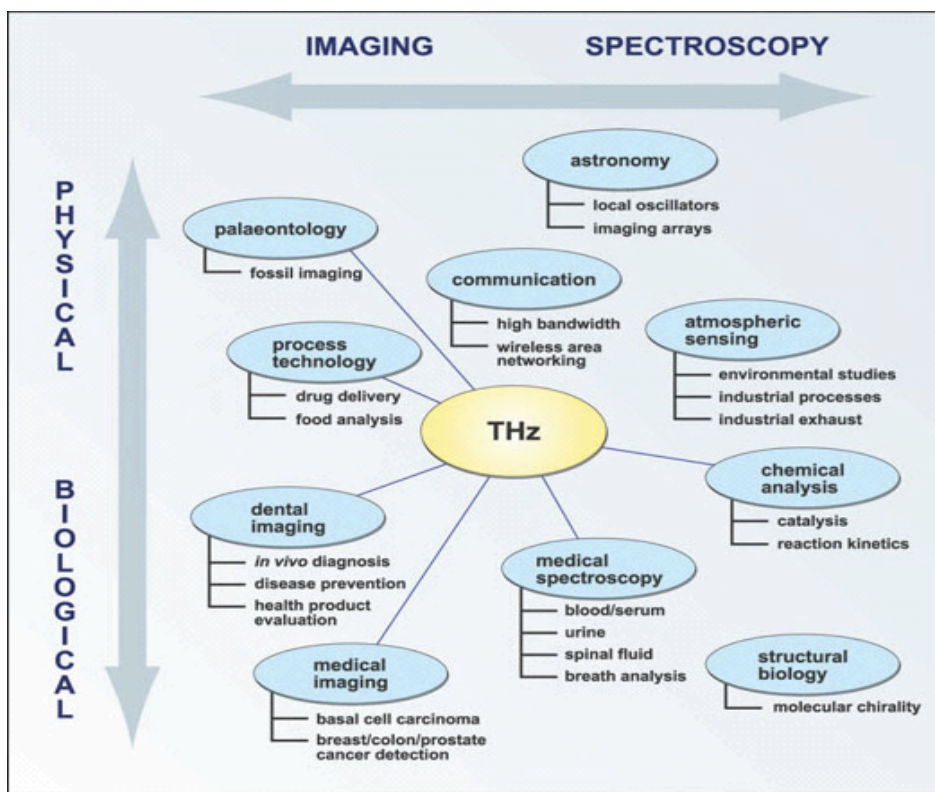 IMAGING
SPECTROSCOPY
PHYSICAL
BIOLOGICAL
astronomy
local oscillators
imaging arrays
palaeontology
fossil imaging
communication
high bandwidth
wireless area
networking
process
technology
drug delivery
food analysis
atmospheric
sensing
environmental studies
industrial processes
industrial exhaust
THz
chemical
analysis
catalysis
reaction kinetics
dental
imaging
in vivo diagnosis
disease prevention
health product
evaluation
medical
spectroscopy
blood/serum
urine
spinal fluid
breath analysis
medical
imaging
basal cell carcinoma
breast/colon/prostate
cancer detection
structural
biology
molecular chirality